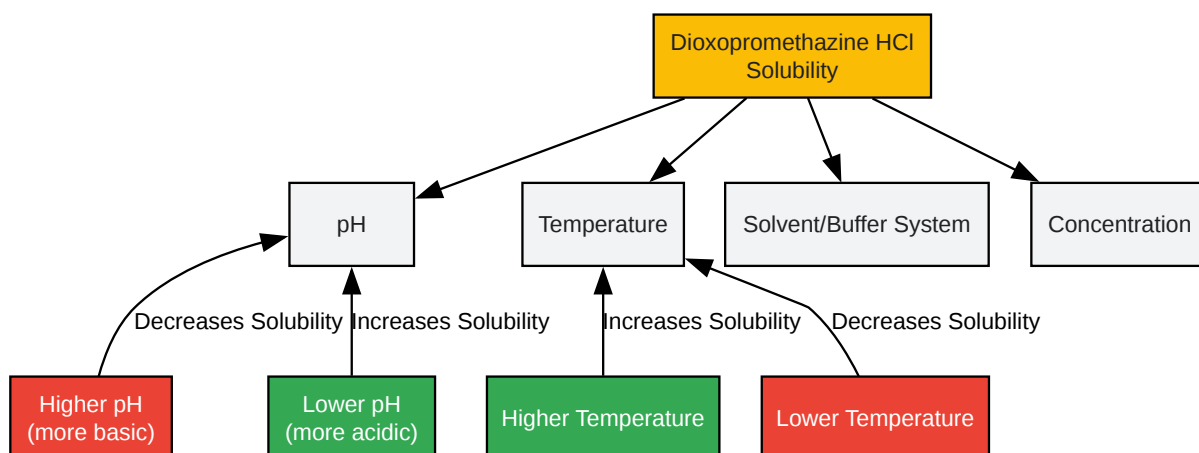 Dioxopromethazine HCl
Solubility
pH
Temperature
Solvent/Buffer System
Concentration
Decreases Solubility
Increases Solubility
Increases Solubility
Decreases Solubility
Higher pH
(more basic)
Lower pH
(more acidic)
Higher Temperature
Lower Temperature